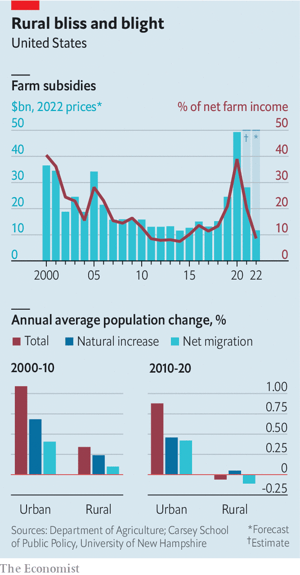 Rural bliss and blight
United States
Farm subsidies
$bn, 2022 prices*
% of net farm income
50 50
† *
40 40
30 30
20 20
10 10
0 0
2000 05 10 15 20 22
Annual average population change, %
Total Natural increase Net migration
2000-10 2010-20
1.00
0.75
0.50
0.25
0
-0.25
Urban Rural Urban Rural
Sources: Department of Agriculture; Carsey School *Forecast
of Public Policy, University of New Hampshire †Estimate
The Economist